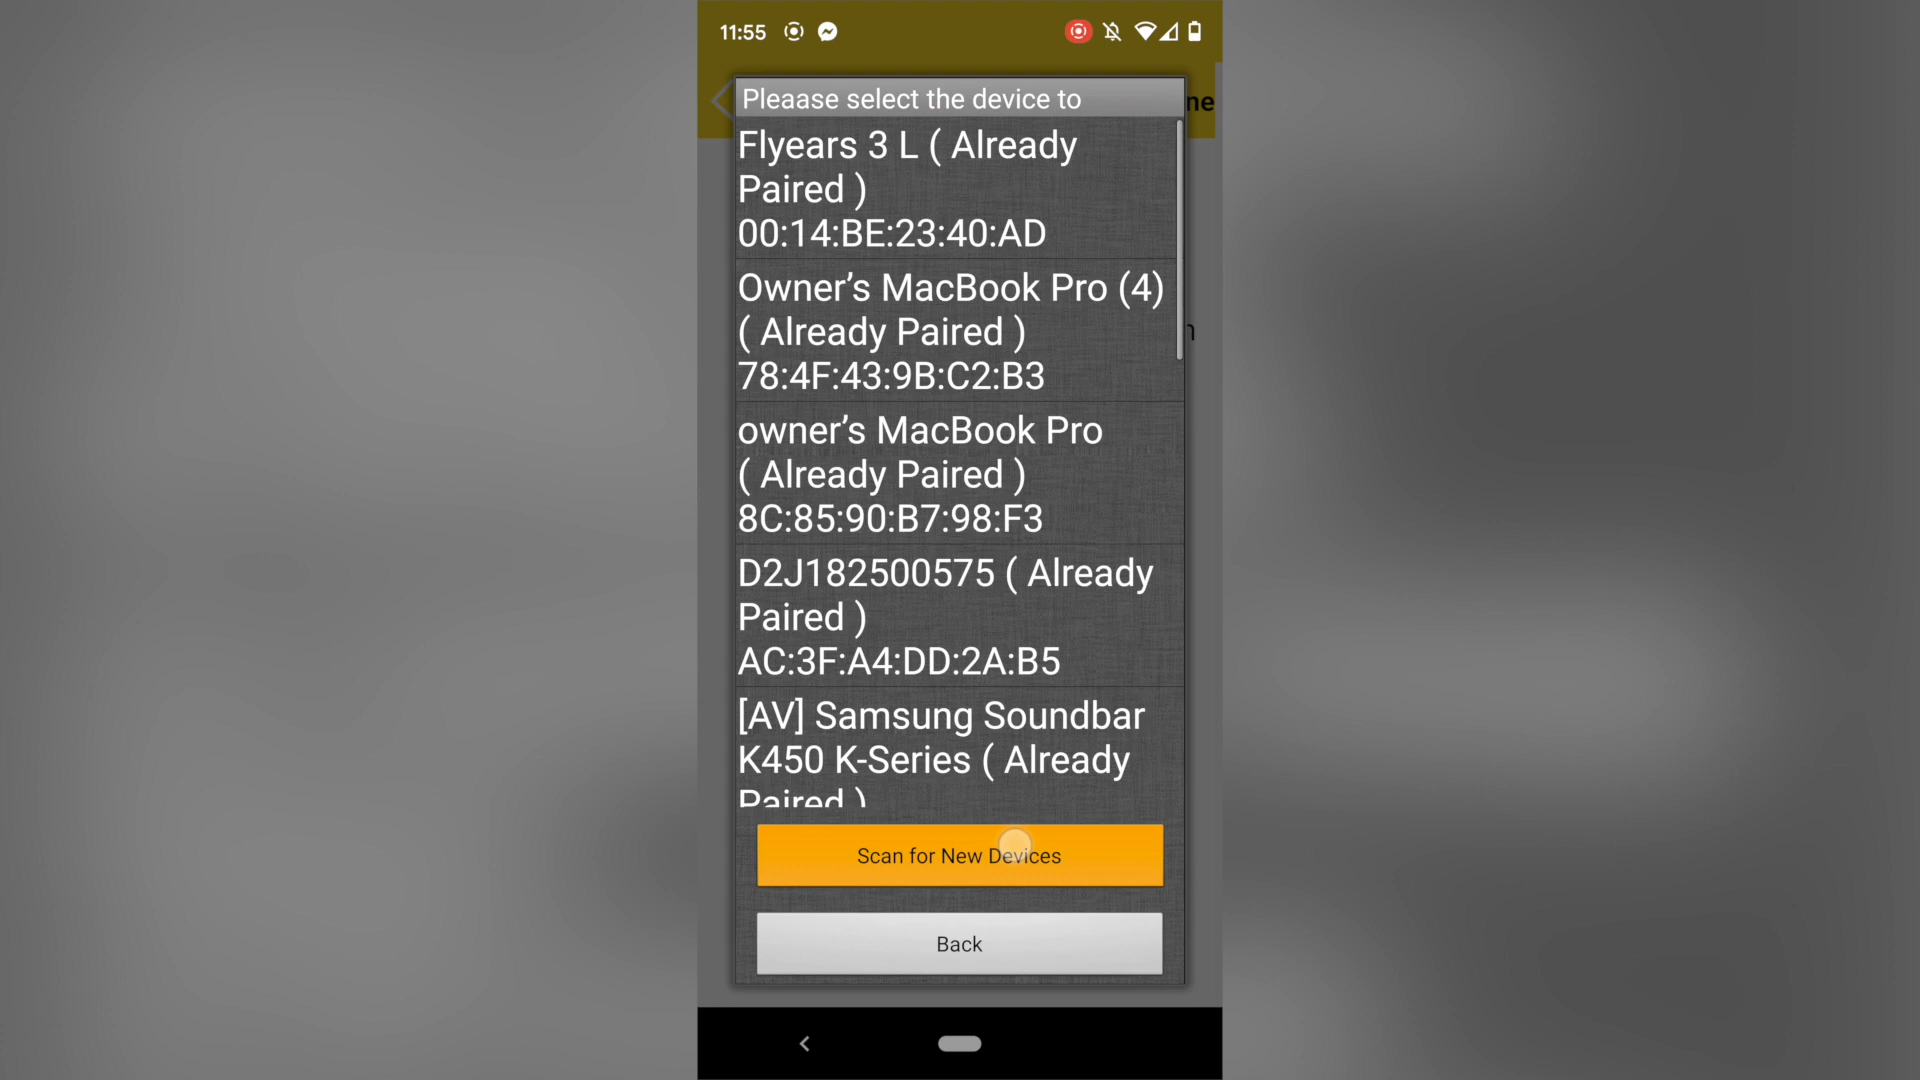 11:55
Pleaase select the device to
ne
Flyears 3 L ( Already
Paired )
00:14:BE:23:40:AD
Owner’s MacBook Pro (4)
( Already Paired )
78:4F:43:9B:C2:B3
owner’s MacBook Pro
( Already Paired )
8C:85:90:B7:98:F3
D2J182500575 ( Already
Paired )
AC:3F:A4:DD:2A:B5
[AV] Samsung Soundbar
K450 K-Series ( Already
Paired )
Scan for New Devices
Back